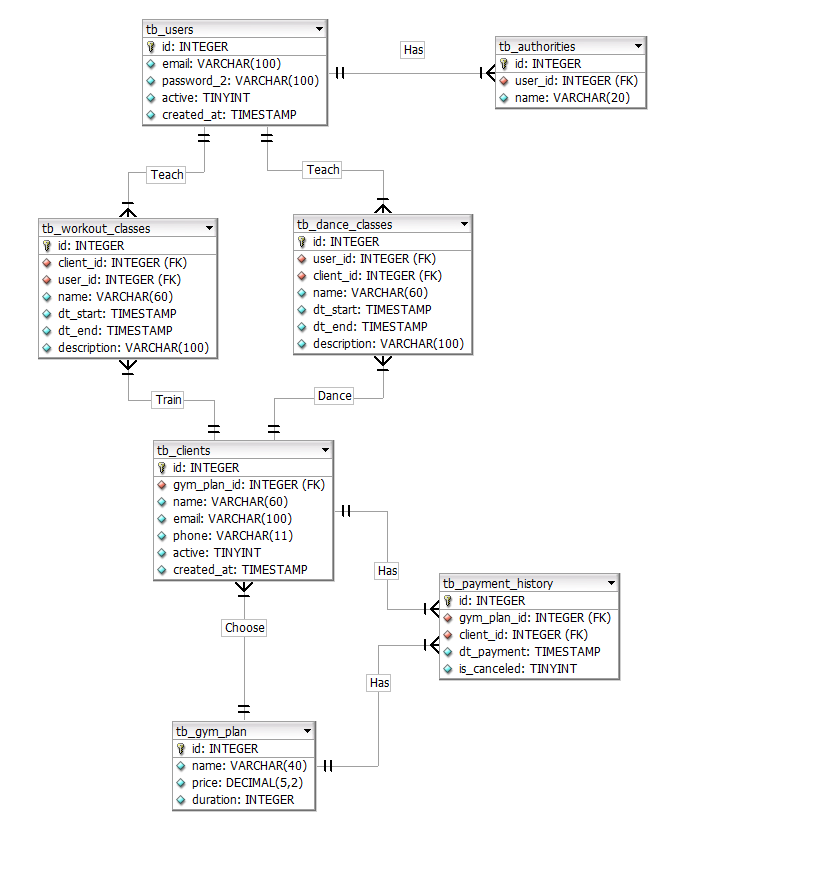 tb_users
id: INTEGER
email: VARCHAR(100)
password_2: VARCHAR(100)
active: TINYINT
created_at: TIMESTAMP
Has
tb_authorities
id: INTEGER
user_id: INTEGER (FK)
name: VARCHAR(20)
Teach
Teach
tb_workout_classes
id: INTEGER
client_id: INTEGER (FK)
user_id: INTEGER (FK)
name: VARCHAR(60)
dt_start: TIMESTAMP
dt_end: TIMESTAMP
description: VARCHAR(100)
tb_dance_classes
id: INTEGER
user_id: INTEGER (FK)
client_id: INTEGER (FK)
name: VARCHAR(60)
dt_start: TIMESTAMP
dt_end: TIMESTAMP
description: VARCHAR(100)
Train
Dance
tb_clients
id: INTEGER
gym_plan_id: INTEGER (FK)
name: VARCHAR(60)
email: VARCHAR(100)
phone: VARCHAR(11)
active: TINYINT
created_at: TIMESTAMP
Has
tb_payment_history
id: INTEGER
gym_plan_id: INTEGER (FK)
client_id: INTEGER (FK)
dt_payment: TIMESTAMP
is_canceled: TINYINT
Choose
Has
tb_gym_plan
id: INTEGER
name: VARCHAR(40)
price: DECIMAL(5,2)
duration: INTEGER